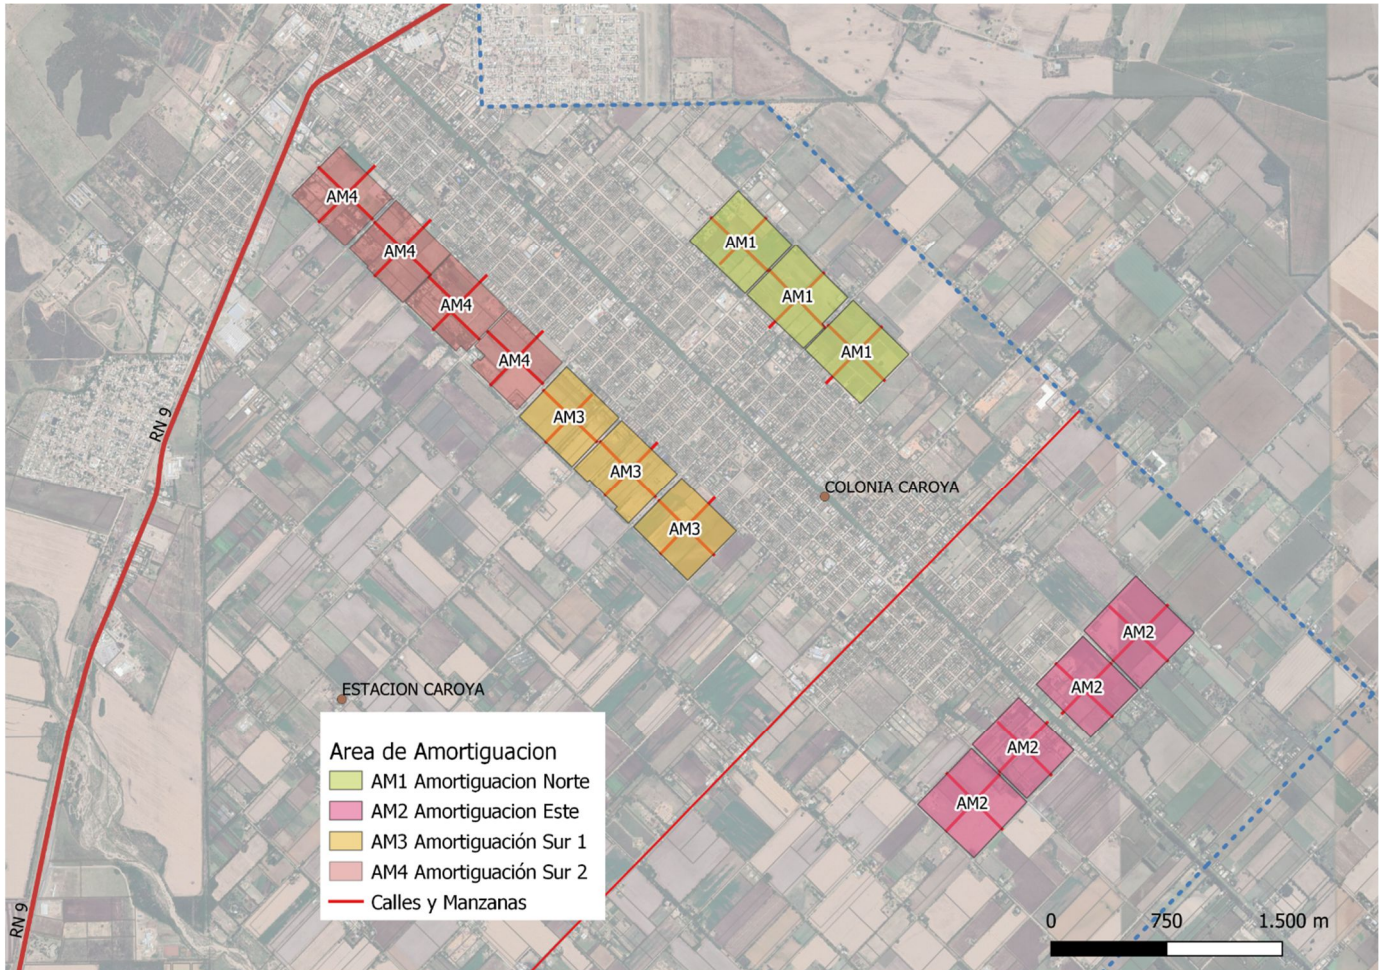 AM4
AM4
AM4
AM4
AM1
AM1
AM1
AM3
AM3
AM3
RN 9
COLONIA CAROYA
AM2
AM2
AM2
AM2
ESTACION CAROYA
Area de Amortiguacion
AM1 Amortiguacion Norte
AM2 Amortiguacion Este
AM3 Amortiguación Sur 1
AM4 Amortiguación Sur 2
Calles y Manzanas
RN 9
0 750 1.500 m